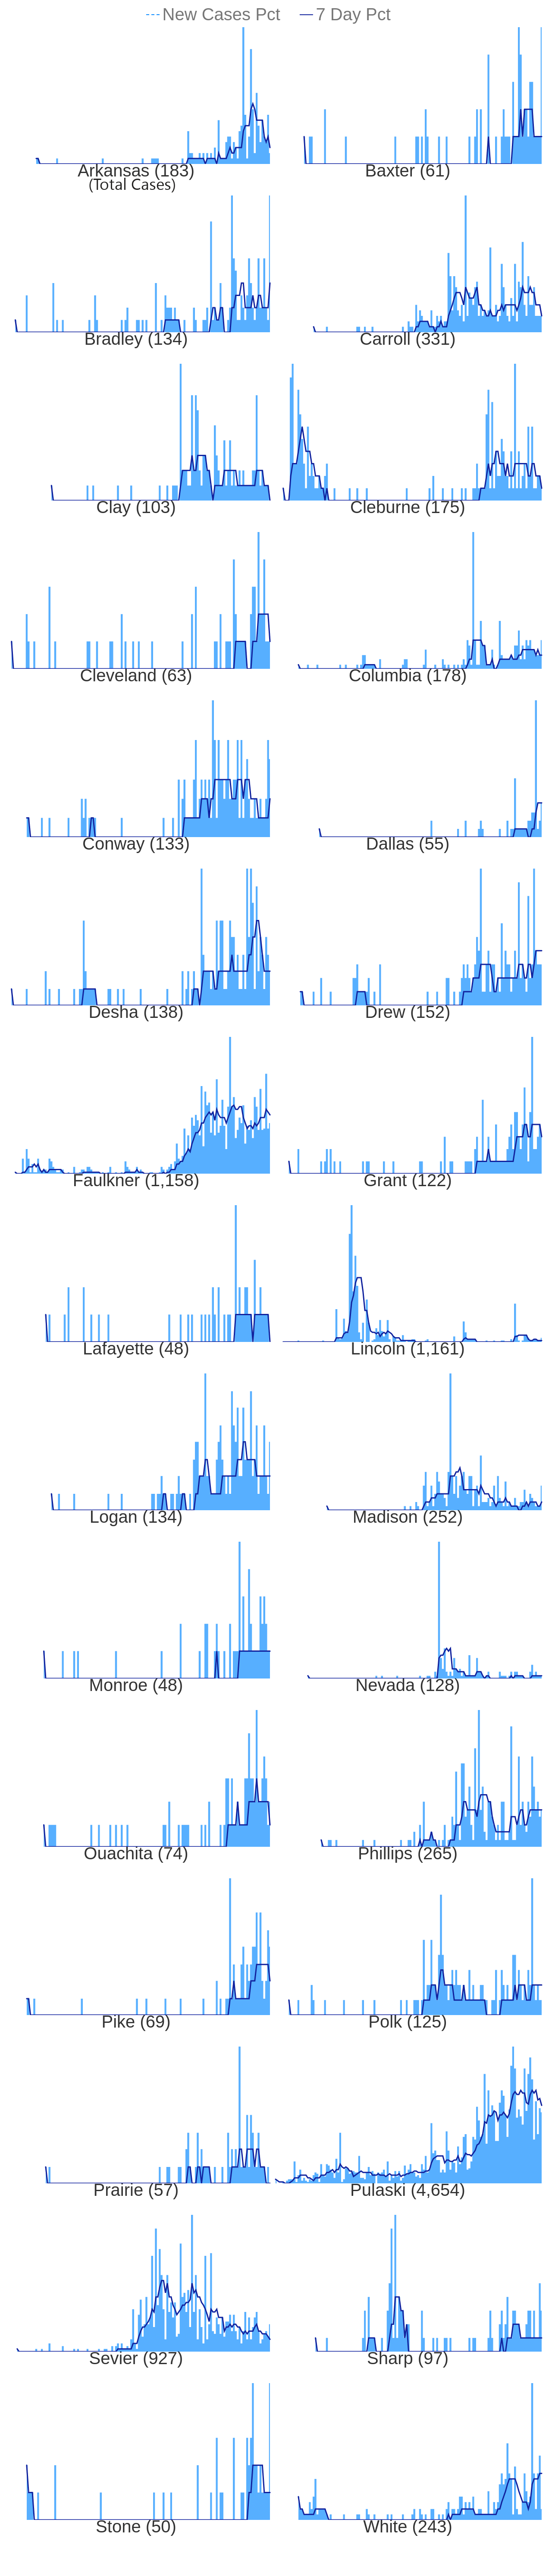 New Cases Pct 7 Day Pct
Arkansas (183) Baxter (61)
(Total Cases)
Bradley (134) Carroll (331)
Clay (103) Cleburne (175)
Cleveland (63) Columbia (178)
Conway (133) Dallas (55)
Desha (138) Drew (152)
Faulkner (1,158) Grant (122)
Lafayette (48) Lincoln (1,161)
Logan (134) Madison (252)
Monroe (48) Nevada (128)
Ouachita (74) Phillips (265)
Pike (69) Polk (125)
Prairie (57) Pulaski (4,654)
Sevier (927) Sharp (97)
Stone (50) White (243)